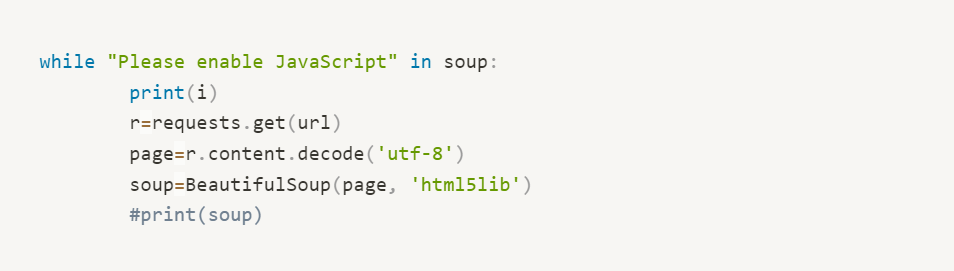 while "Please enable JavaScript" in soup:
        print(i)
        r=requests.get(url)
        page=r.content.decode('utf-8')
        soup=BeautifulSoup(page, 'html5lib')
        #print(soup)